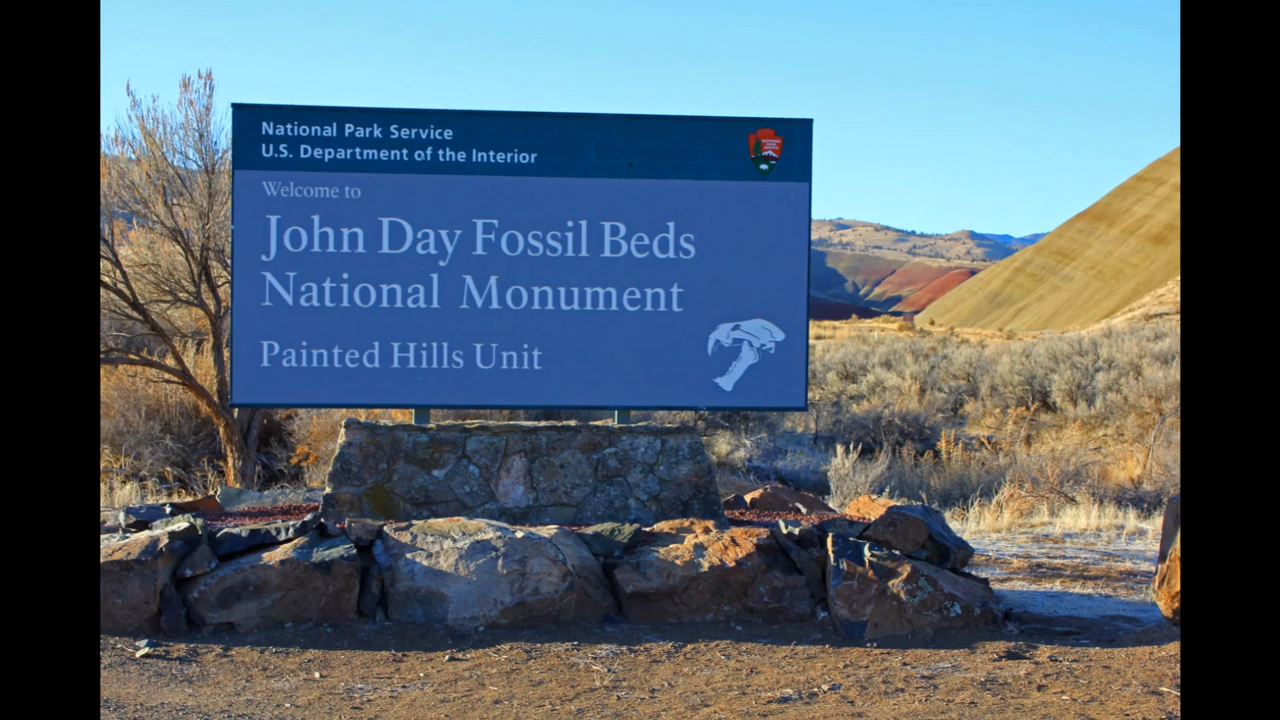 National Park Service
U.S. Department of the Interior
Welcome to
John Day Fossil Beds
National Monument
Painted Hills Unit